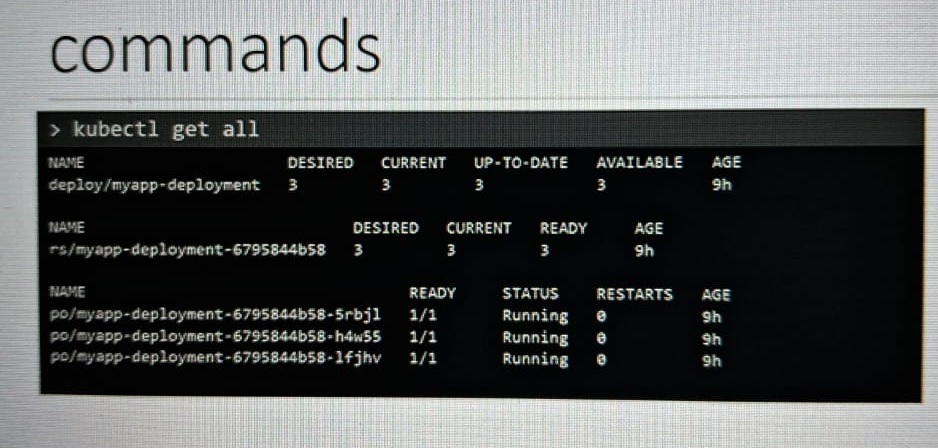 commands
> kubectl get all
NAME DESIRED CURRENT UP-TO-DATE AVAILABLE AGE
deploy/myapp-deployment 3 3 3 3 9h
NAME DESIRED CURRENT READY AGE
rs/myapp-deployment-6795844b58 3 3 3 9h
NAME READY STATUS RESTARTS AGE
po/myapp-deployment-6795844b58-5rbjl 1/1 Running 0 9h
po/myapp-deployment-6795844b58-h4w55 1/1 Running 0 9h
po/myapp-deployment-6795844b58-lfjhv 1/1 Running 0 9h